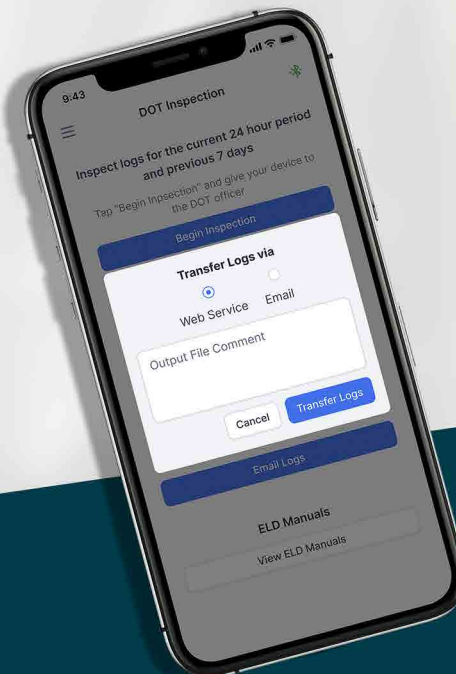 9:43
DOT Inspection
Inspect logs for the current 24 hour period
and previous 7 days
Tap "Begin Inpsection" and give your device to
the DOT officer
Begin Inspection
Transfer Logs via
Web Service Email
Output File Comment
Cancel Transfer Logs
Email Logs
ELD Manuals
View ELD Manuals